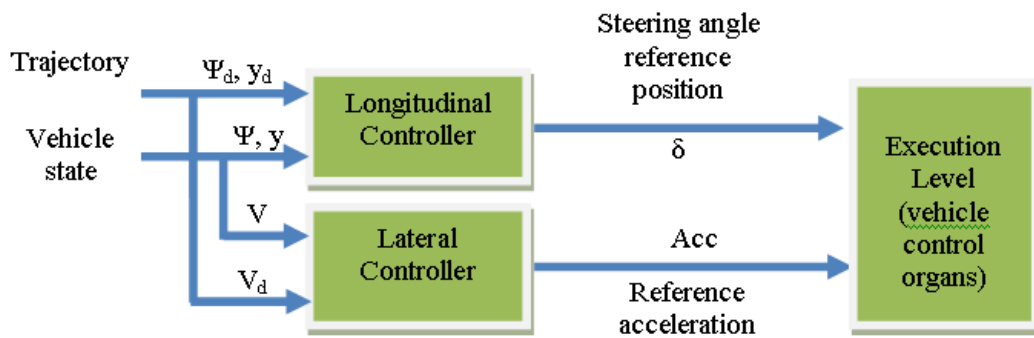 Trajectory
Vehicle
state
Ψd, yd
Ψ, y
V
Vd
Longitudinal
Controller
Lateral
Controller
Steering angle
reference
position
δ
Acc
Reference
acceleration
Execution
Level
(vehicle
control
organs)